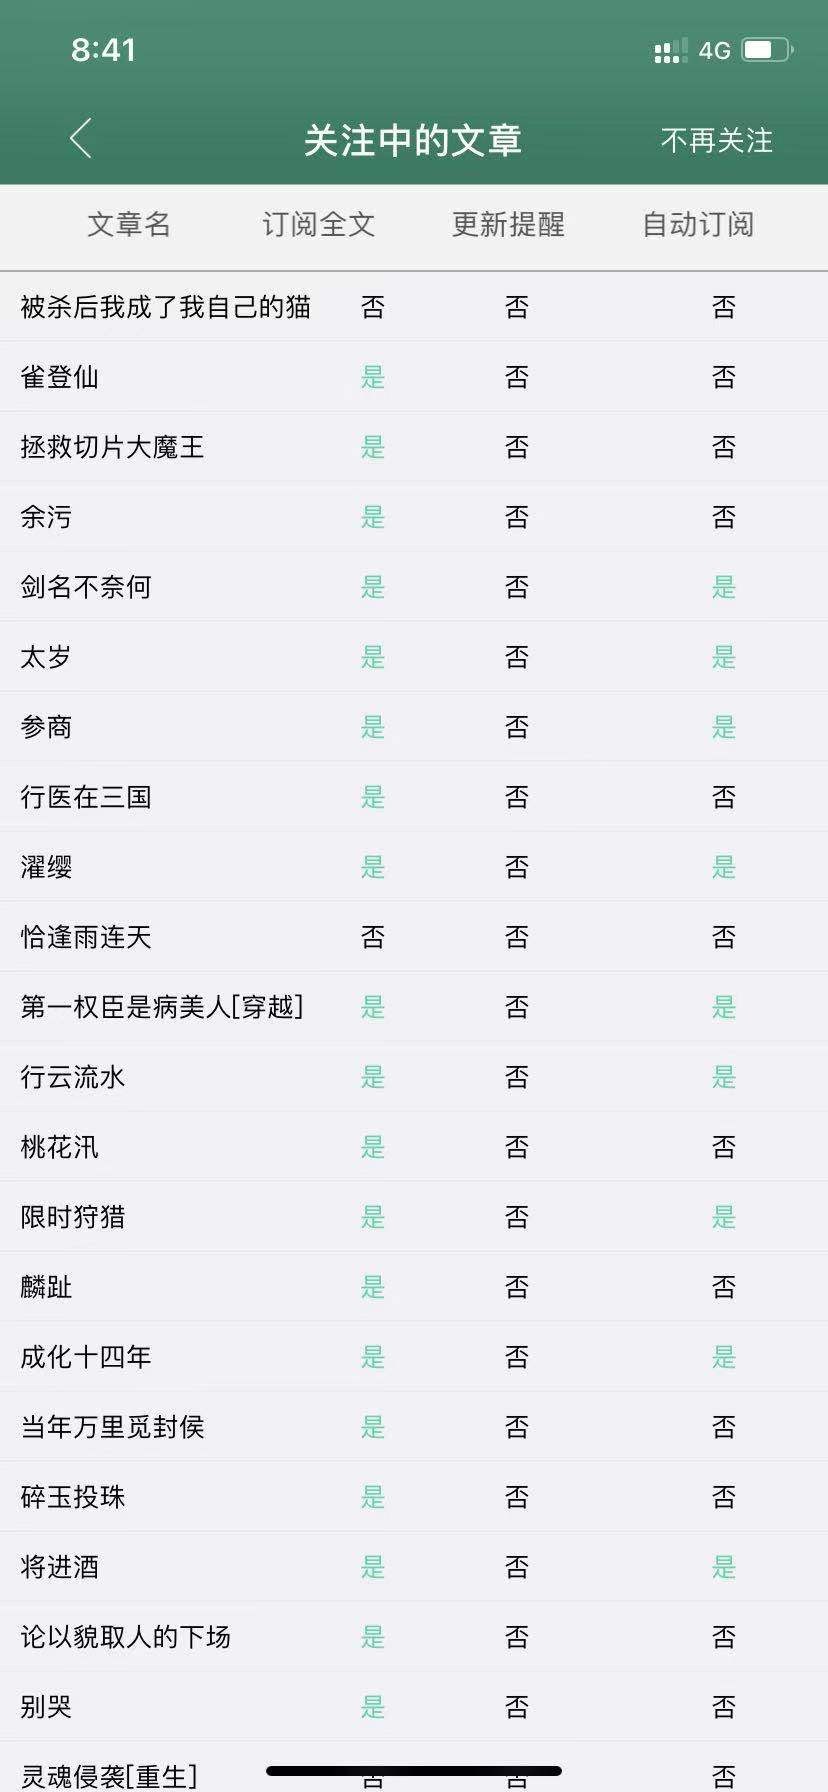 8:41 4G
关注中的文章 不再关注
文章名 订阅全文 更新提醒 自动订阅
被杀后我成了我自己的猫 否 否 否
雀登仙 是 否 否
拯救切片大魔王 是 否 否
余污 是 否 否
剑名不奈何 是 否 是
太岁 是 否 是
参商 是 否 是
行医在三国 是 否 否
濯缨 是 否 是
恰逢雨连天 否 否 否
第一权臣是病美人[穿越] 是 否 是
行云流水 是 否 是
桃花汛 是 否 否
限时狩猎 是 否 是
麟趾 是 否 否
成化十四年 是 否 是
当年万里觅封侯 是 否 否
碎玉投珠 是 否 否
将进酒 是 否 是
论以貌取人的下场 是 否 否
别哭 是 否 否
灵魂侵袭[重生] 否 否 否